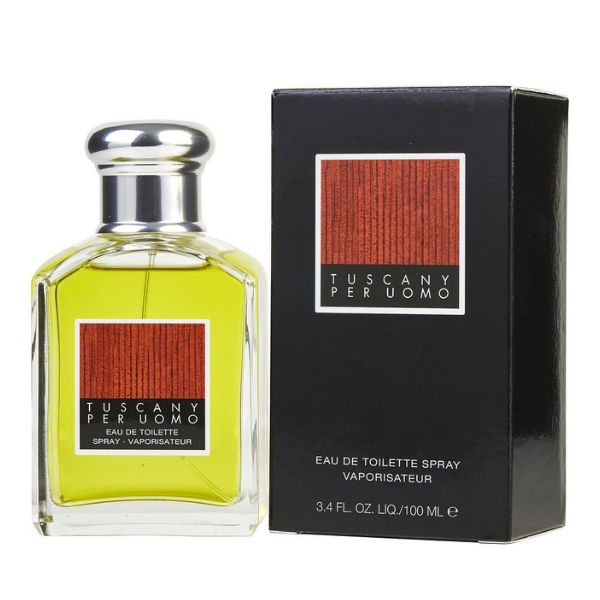 TUSCANY
PER UOMO
EAU DE TOILETTE
SPRAY · VAPORISATEUR
TUSCANY
PER UOMO
EAU DE TOILETTE SPRAY
VAPORISATEUR
3.4 FL. OZ. LIQ./100 ML ℮